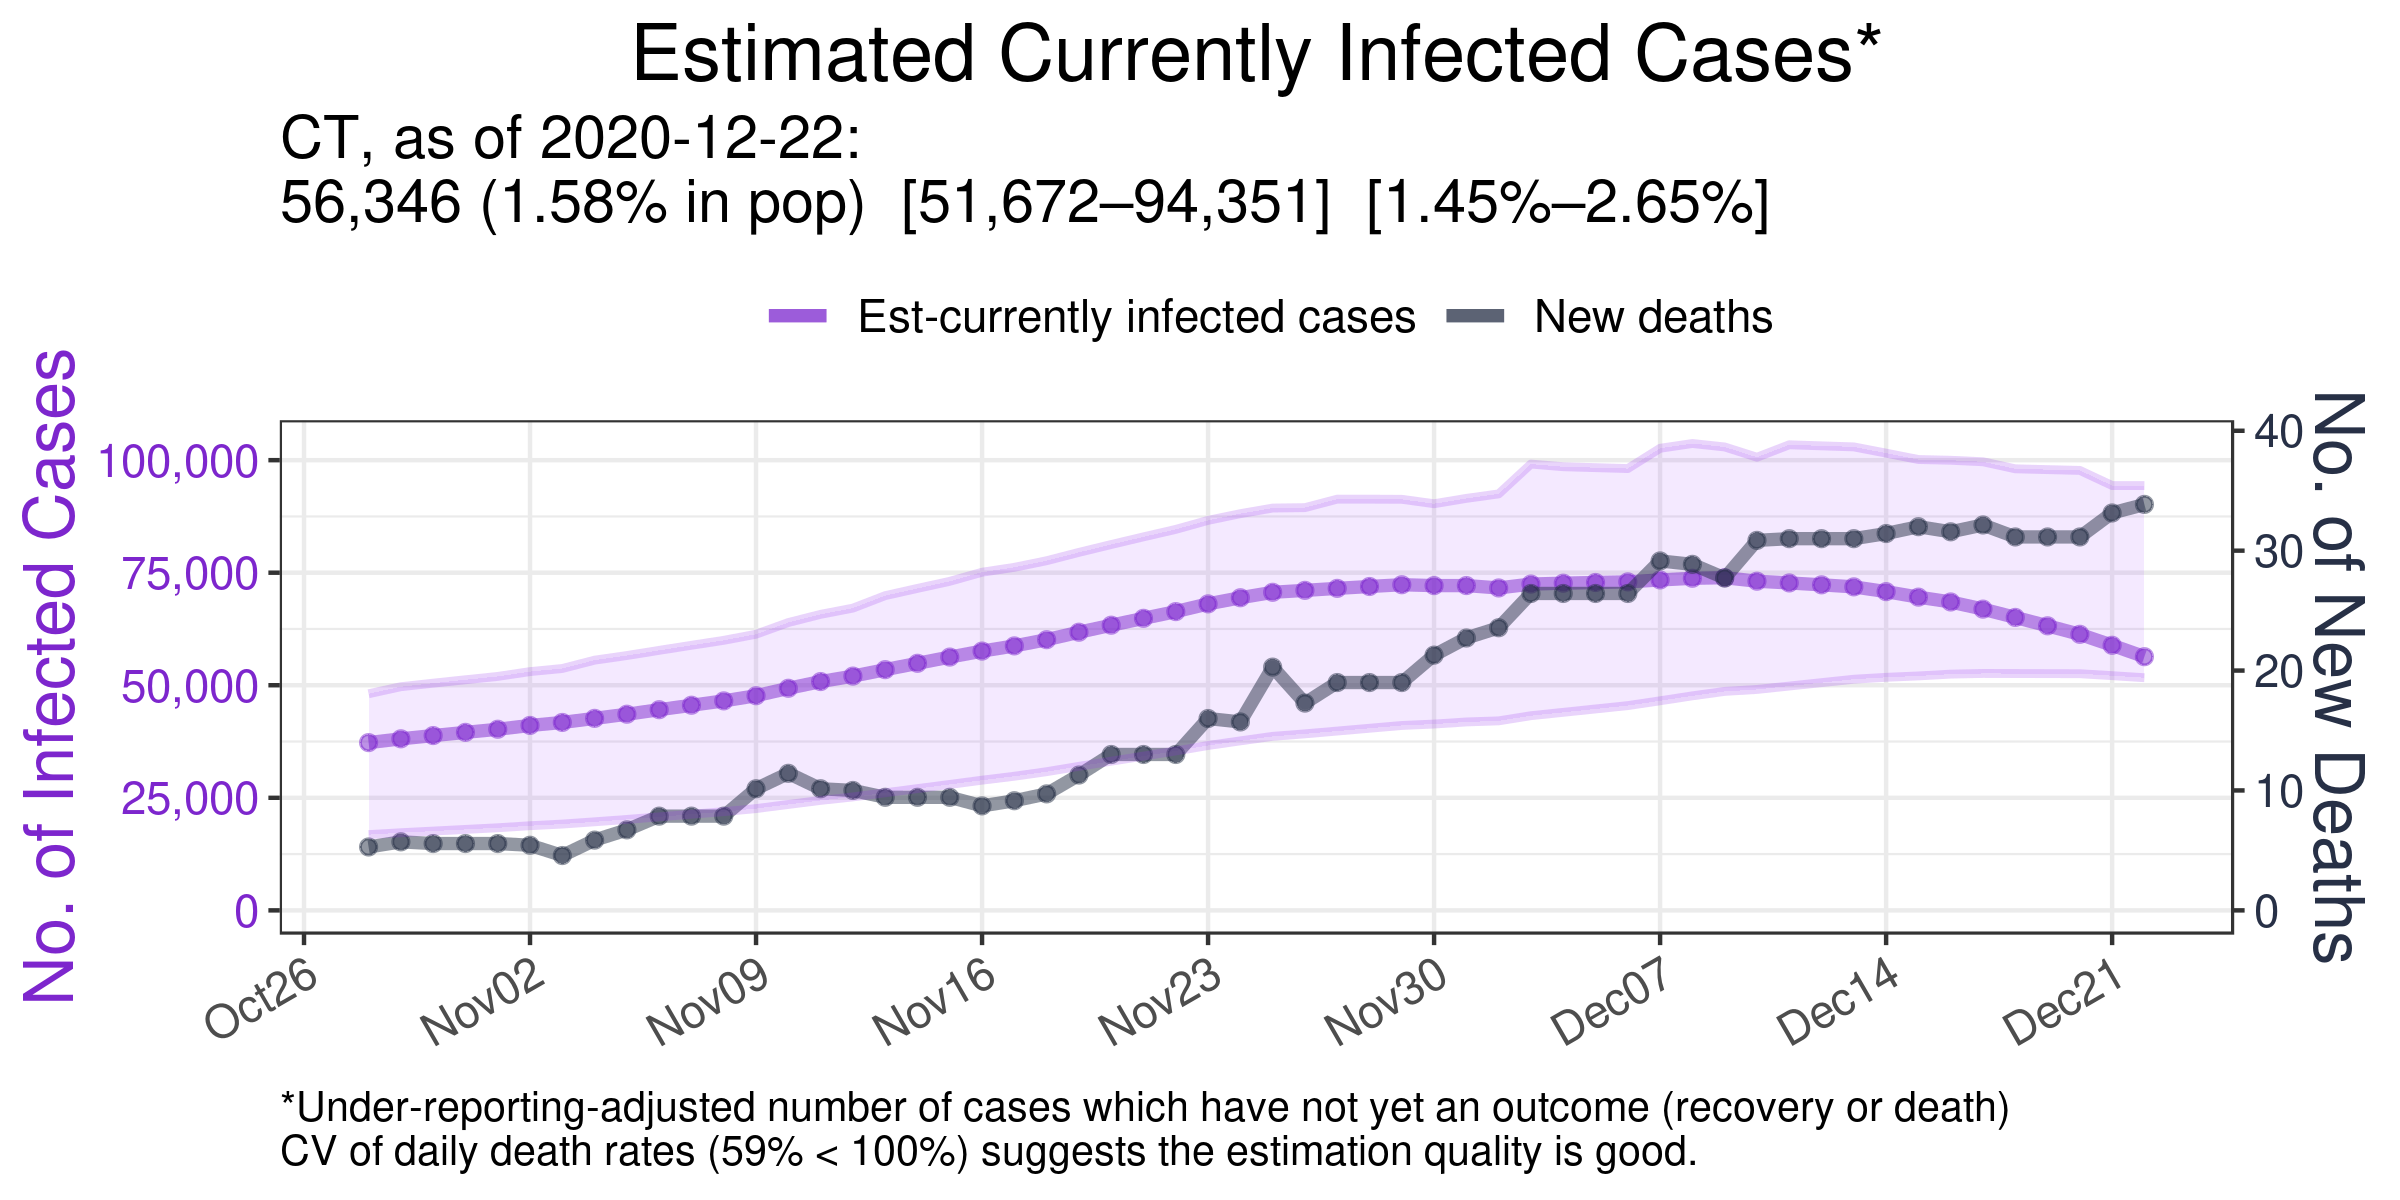 Estimated Currently Infected Cases*
CT, as of 2020-12-22:
56,346 (1.58% in pop) [51,672–94,351] [1.45%–2.65%]
Est-currently infected cases
New deaths
No. of Infected Cases
100,000
75,000
50,000
25,000
0
40
30
20
10
0
No. of New Deaths
Oct26
Nov02
Nov09
Nov16
Nov23
Nov30
Dec07
Dec14
Dec21
*Under-reporting-adjusted number of cases which have not yet an outcome (recovery or death)
CV of daily death rates (59% < 100%) suggests the estimation quality is good.